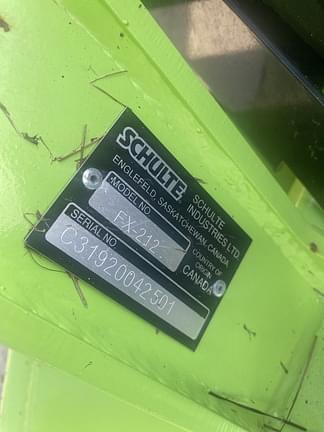 SCHULTE
SCHULTE
INDUSTRIES LTD.
ENGLEFELD, SASKATCHEWAN, CANADA
MODEL NO
FX-212
COUNTRY OF
ORIGIN
CANADA
SERIAL NO
C31920042501